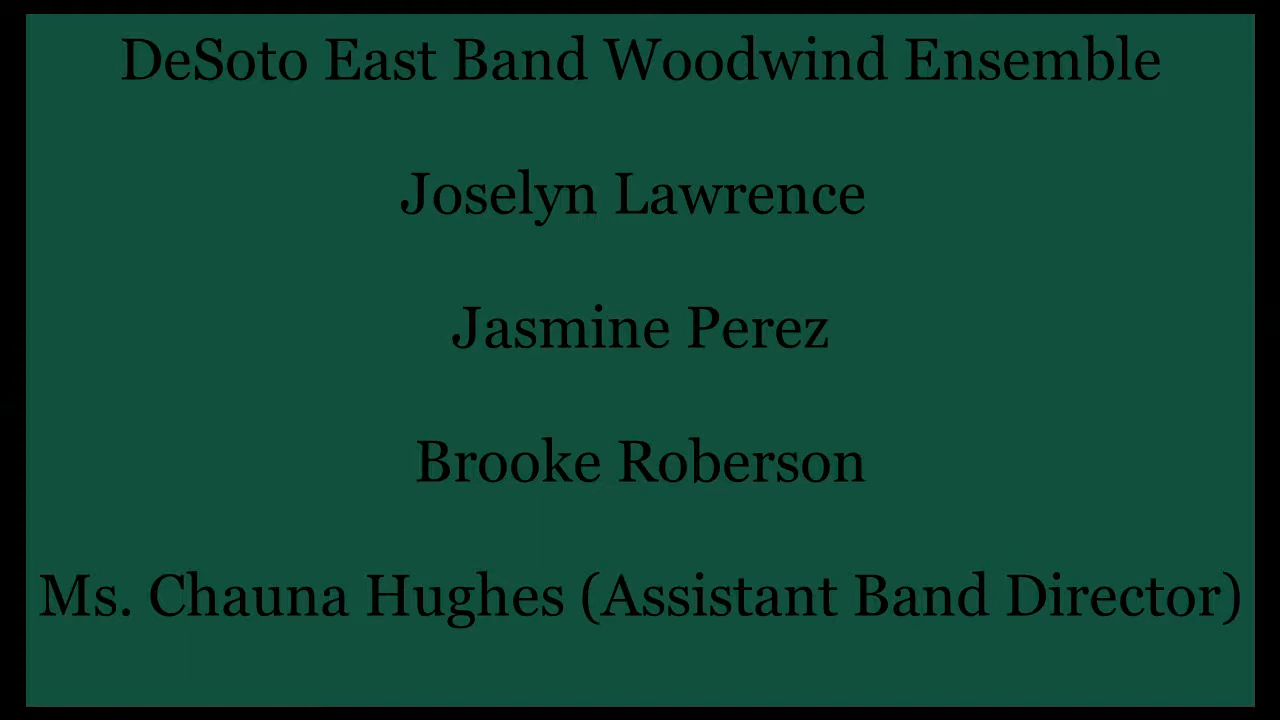 DeSoto East Band Woodwind Ensemble
Joselyn Lawrence
Jasmine Perez
Brooke Roberson
Ms. Chauna Hughes (Assistant Band Director)